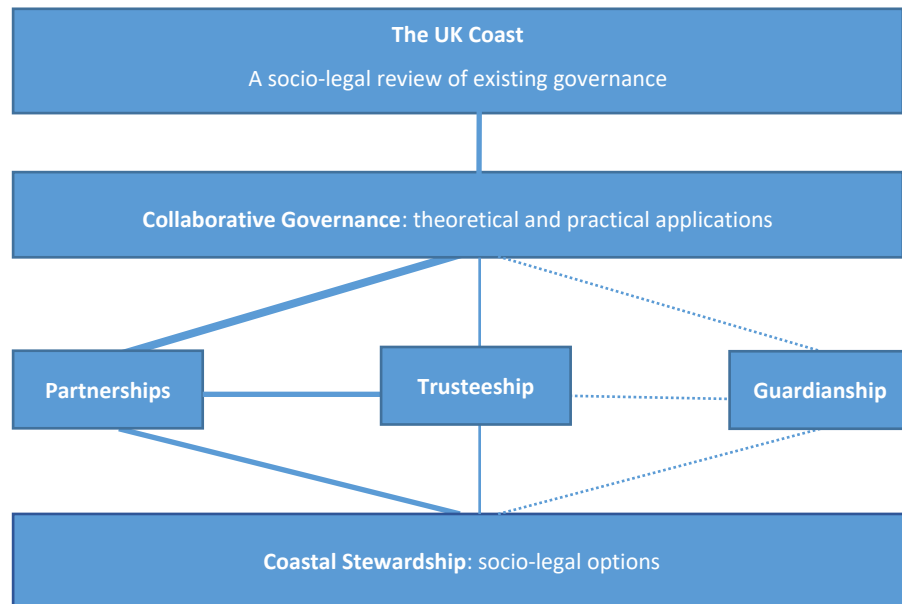 The UK Coast
A socio-legal review of existing governance
Collaborative Governance: theoretical and practical applications
Partnerships
Trusteeship
Guardianship
Coastal Stewardship: socio-legal options